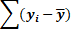 ∑(yᵢ − ȳ)